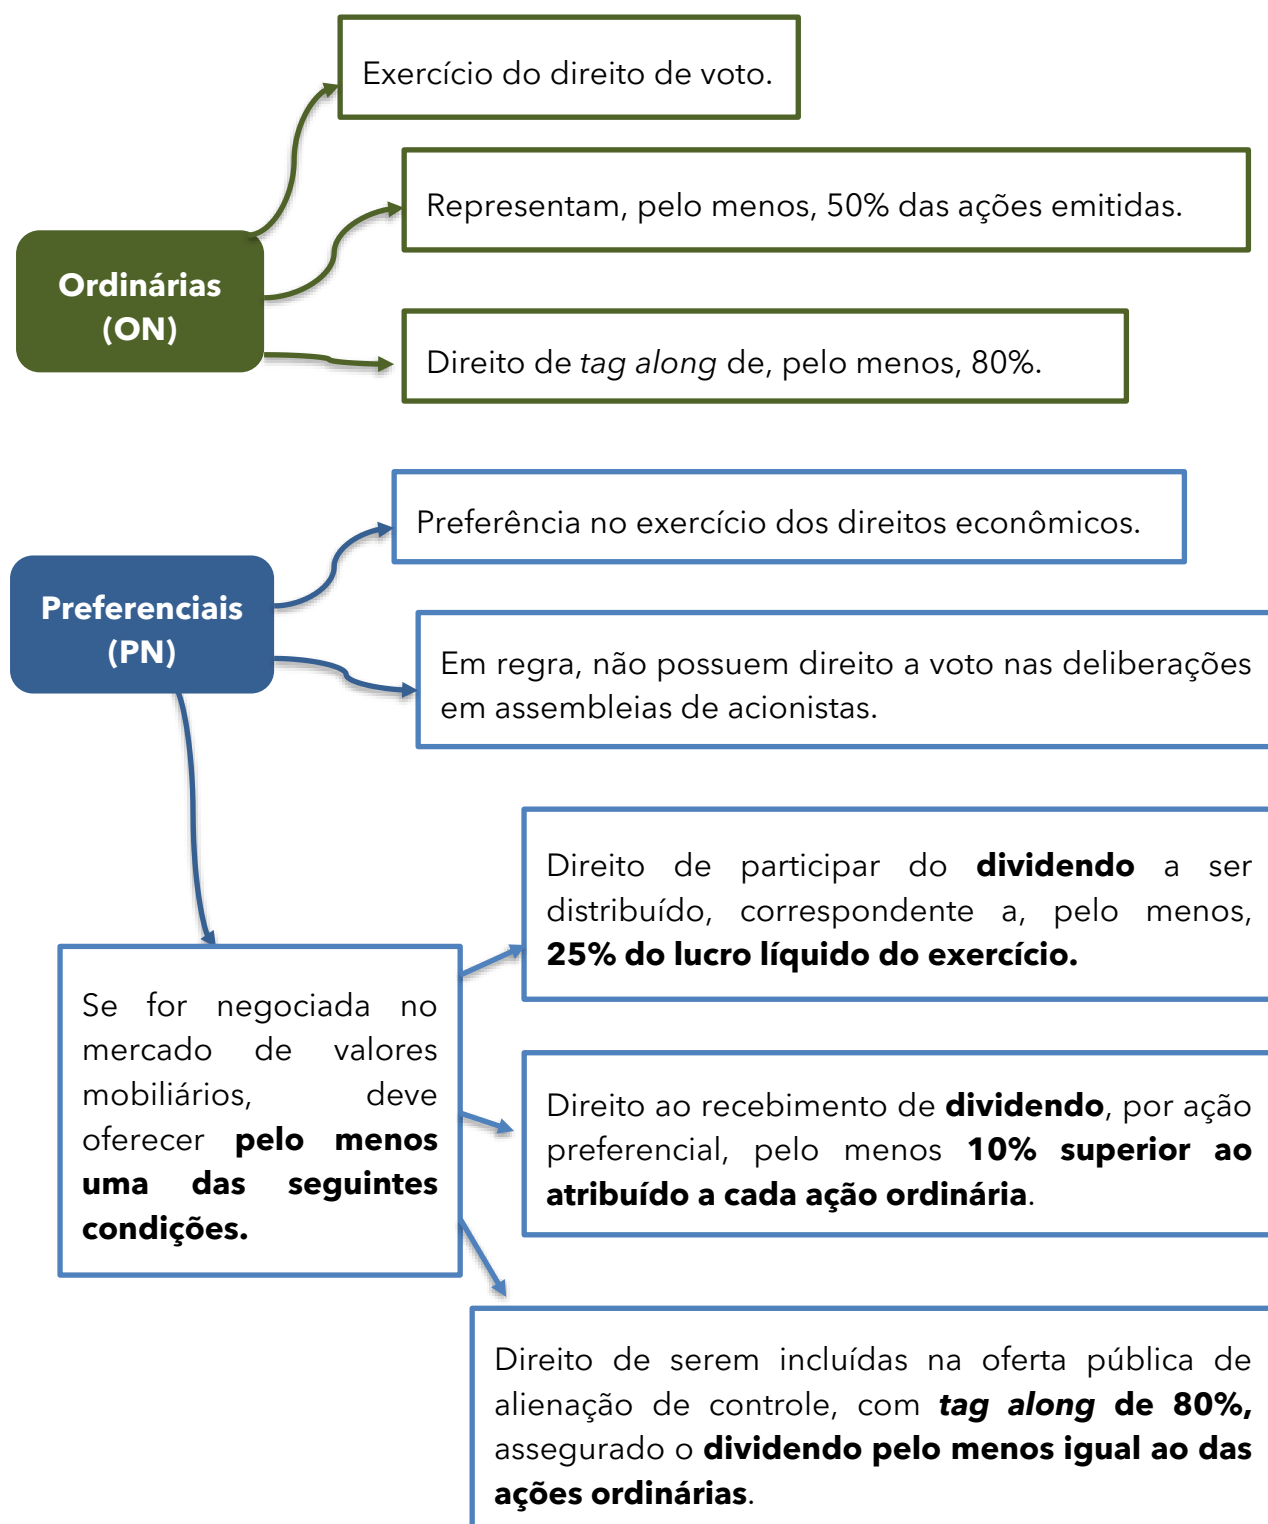 Exercício do direito de voto.
Representam, pelo menos, 50% das ações emitidas.
Ordinárias
(ON)
Direito de tag along de, pelo menos, 80%.
Preferência no exercício dos direitos econômicos.
Preferenciais
(PN)
Em regra, não possuem direito a voto nas deliberações
em assembleias de acionistas.
Direito de participar do dividendo a ser
distribuído, correspondente a, pelo menos,
25% do lucro líquido do exercício.
Se for negociada no
mercado de valores
mobiliários, deve
oferecer pelo menos
uma das seguintes
condições.
Direito ao recebimento de dividendo, por ação
preferencial, pelo menos 10% superior ao
atribuído a cada ação ordinária.
Direito de serem incluídas na oferta pública de
alienação de controle, com tag along de 80%,
assegurado o dividendo pelo menos igual ao das
ações ordinárias.